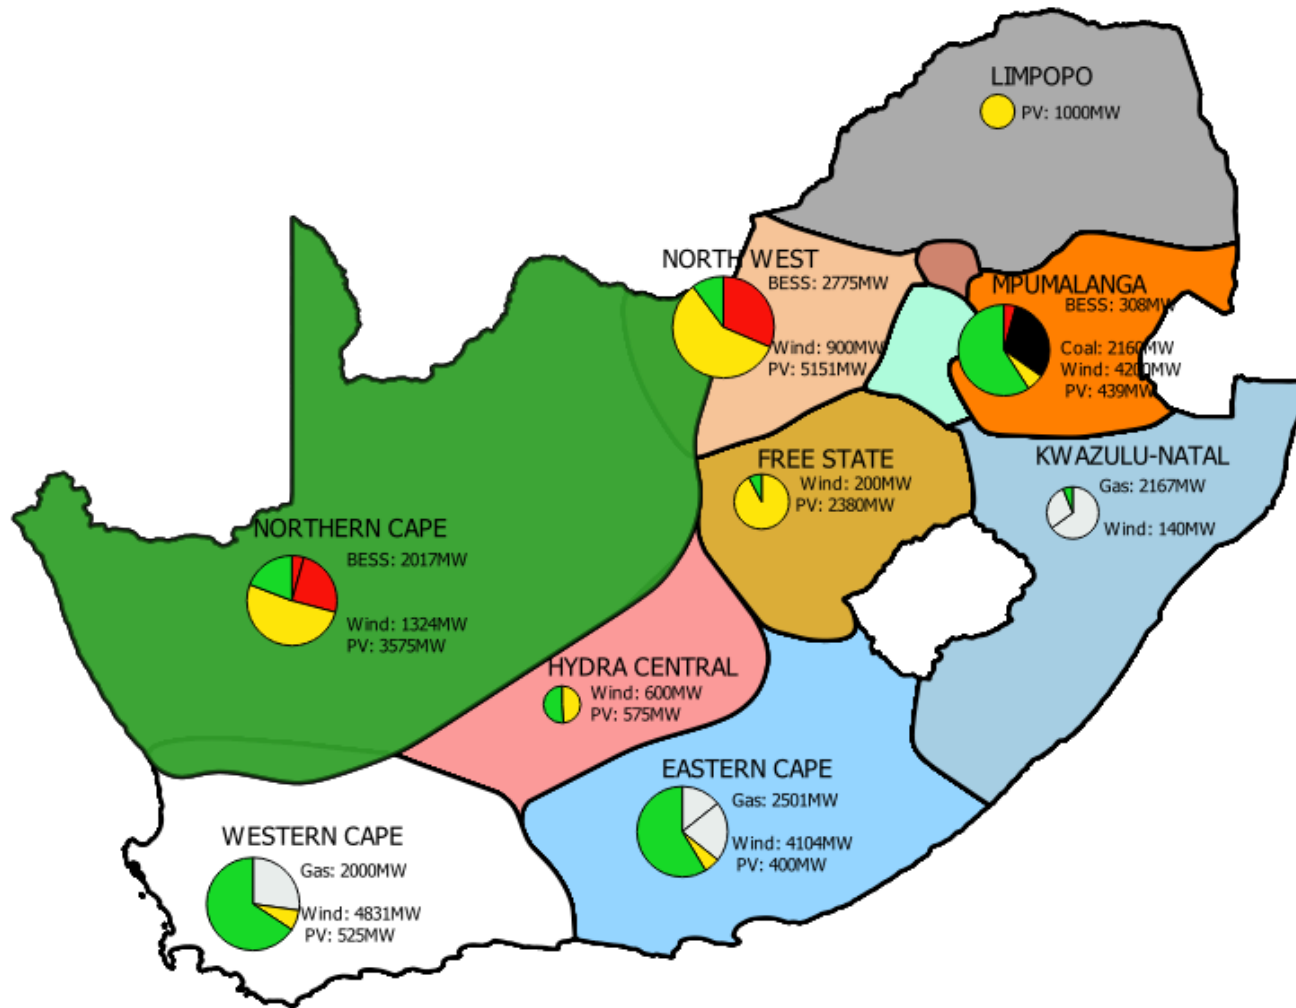 LIMPOPO
PV: 1000MW
NORTH WEST
BESS: 2775MW
Wind: 900MW
PV: 5151MW
MPUMALANGA
BESS: 308MW
Coal: 2160MW
Wind: 4200MW
PV: 439MW
FREE STATE
Wind: 200MW
PV: 2380MW
KWAZULU-NATAL
Gas: 2167MW
Wind: 140MW
NORTHERN CAPE
BESS: 2017MW
Wind: 1324MW
PV: 3575MW
HYDRA CENTRAL
Wind: 600MW
PV: 575MW
EASTERN CAPE
Gas: 2501MW
Wind: 4104MW
PV: 400MW
WESTERN CAPE
Gas: 2000MW
Wind: 4831MW
PV: 525MW